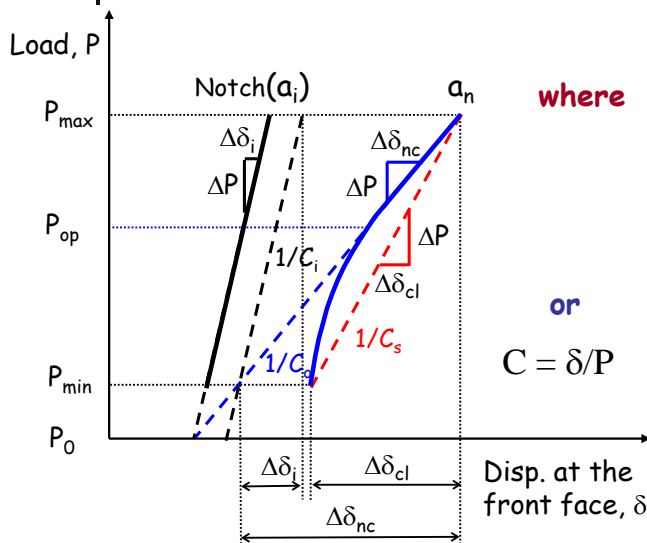 Load, P
Notch(aᵢ)
aₙ
where
Pmax
Δδᵢ
Δδnc
ΔP
ΔP
Pop
ΔP
1/Cᵢ
Δδcl
or
1/Cₛ
1/Cₒ
C = δ/P
Pmin
P₀
Δδᵢ
Δδcl
Disp. at the
front face, δ
Δδnc